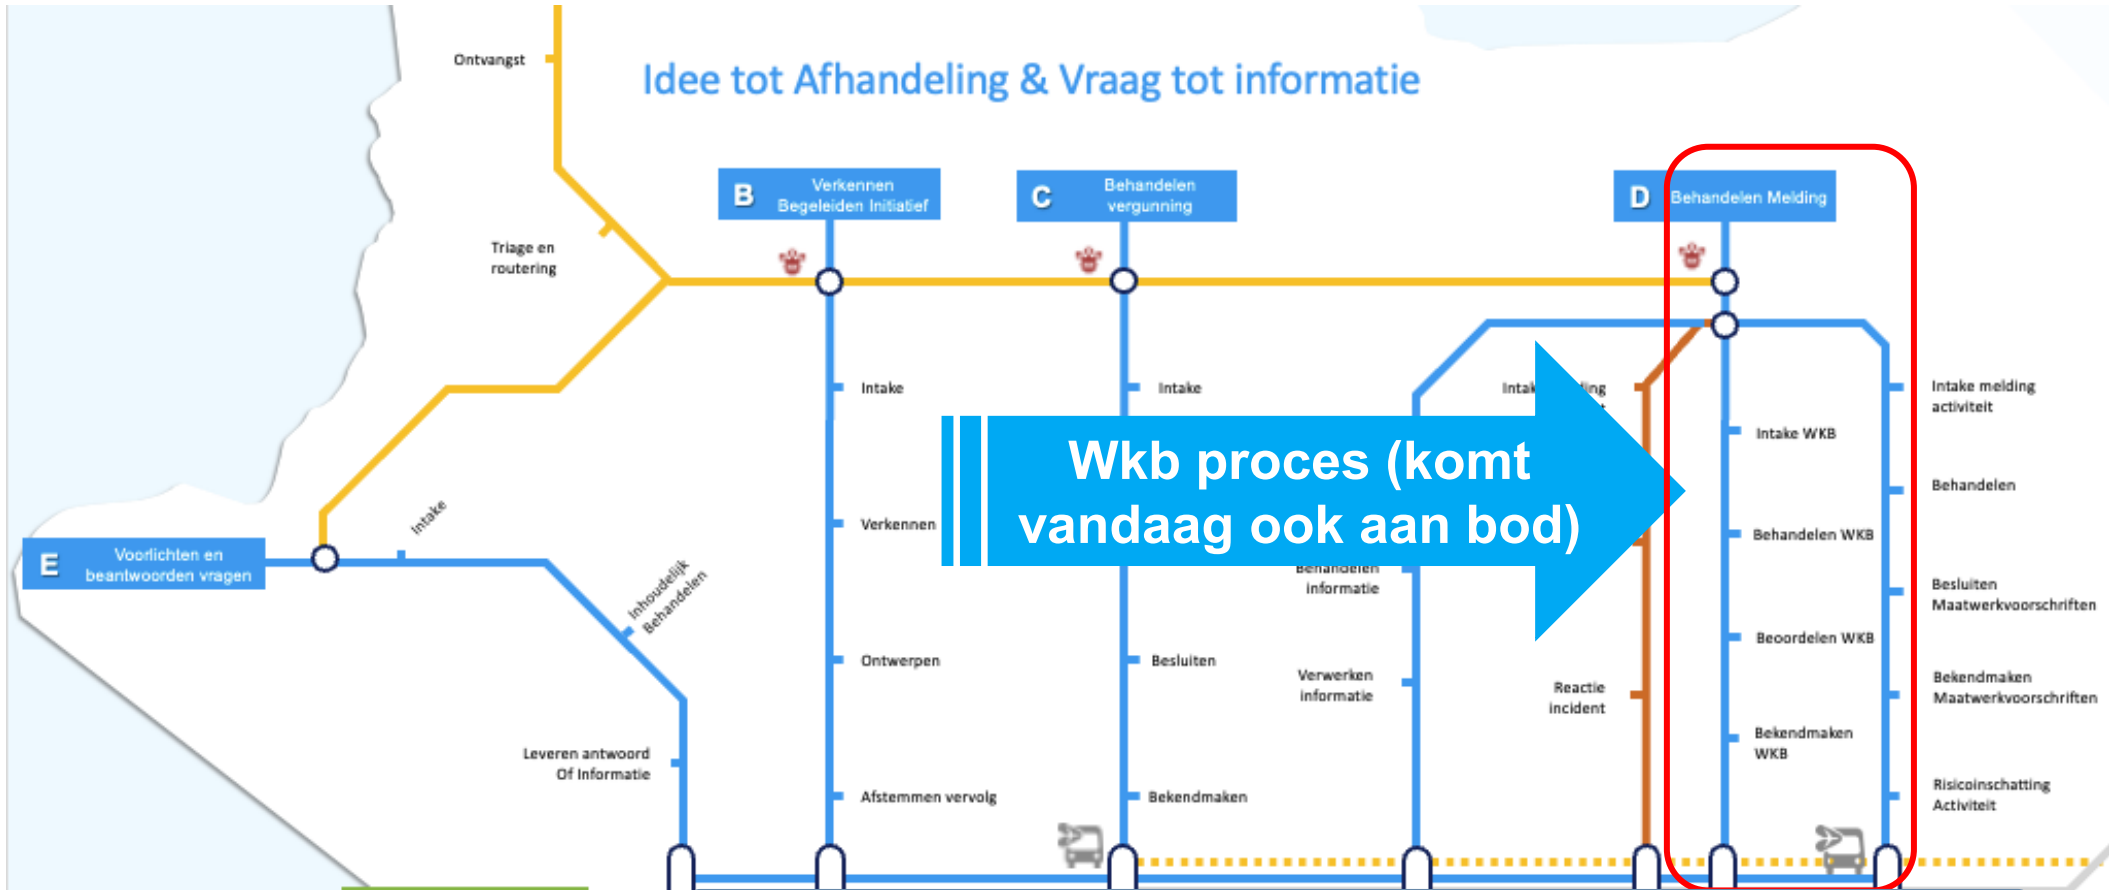 Ontvangst
Idee tot Afhandeling & Vraag tot informatie
Triage en
routering
B
Verkennen
Begeleiden Initiatief
C
Behandelen
vergunning
D
Behandelen Melding
E
Voorlichten en
beantwoorden vragen
Intake
Inhoudelijk
Behandelen
Leveren antwoord
Of Informatie
Intake
Verkennen
Ontwerpen
Afstemmen vervolg
Intake
Besluiten
Bekendmaken
Wkb proces (komt
vandaag ook aan bod)
Behandelen
informatie
Verwerken
informatie
Reactie
incident
Intake WKB
Behandelen WKB
Beoordelen WKB
Bekendmaken
WKB
Intake melding
activiteit
Behandelen
Besluiten
Maatwerkvoorschriften
Bekendmaken
Maatwerkvoorschriften
Risicoinschatting
Activiteit